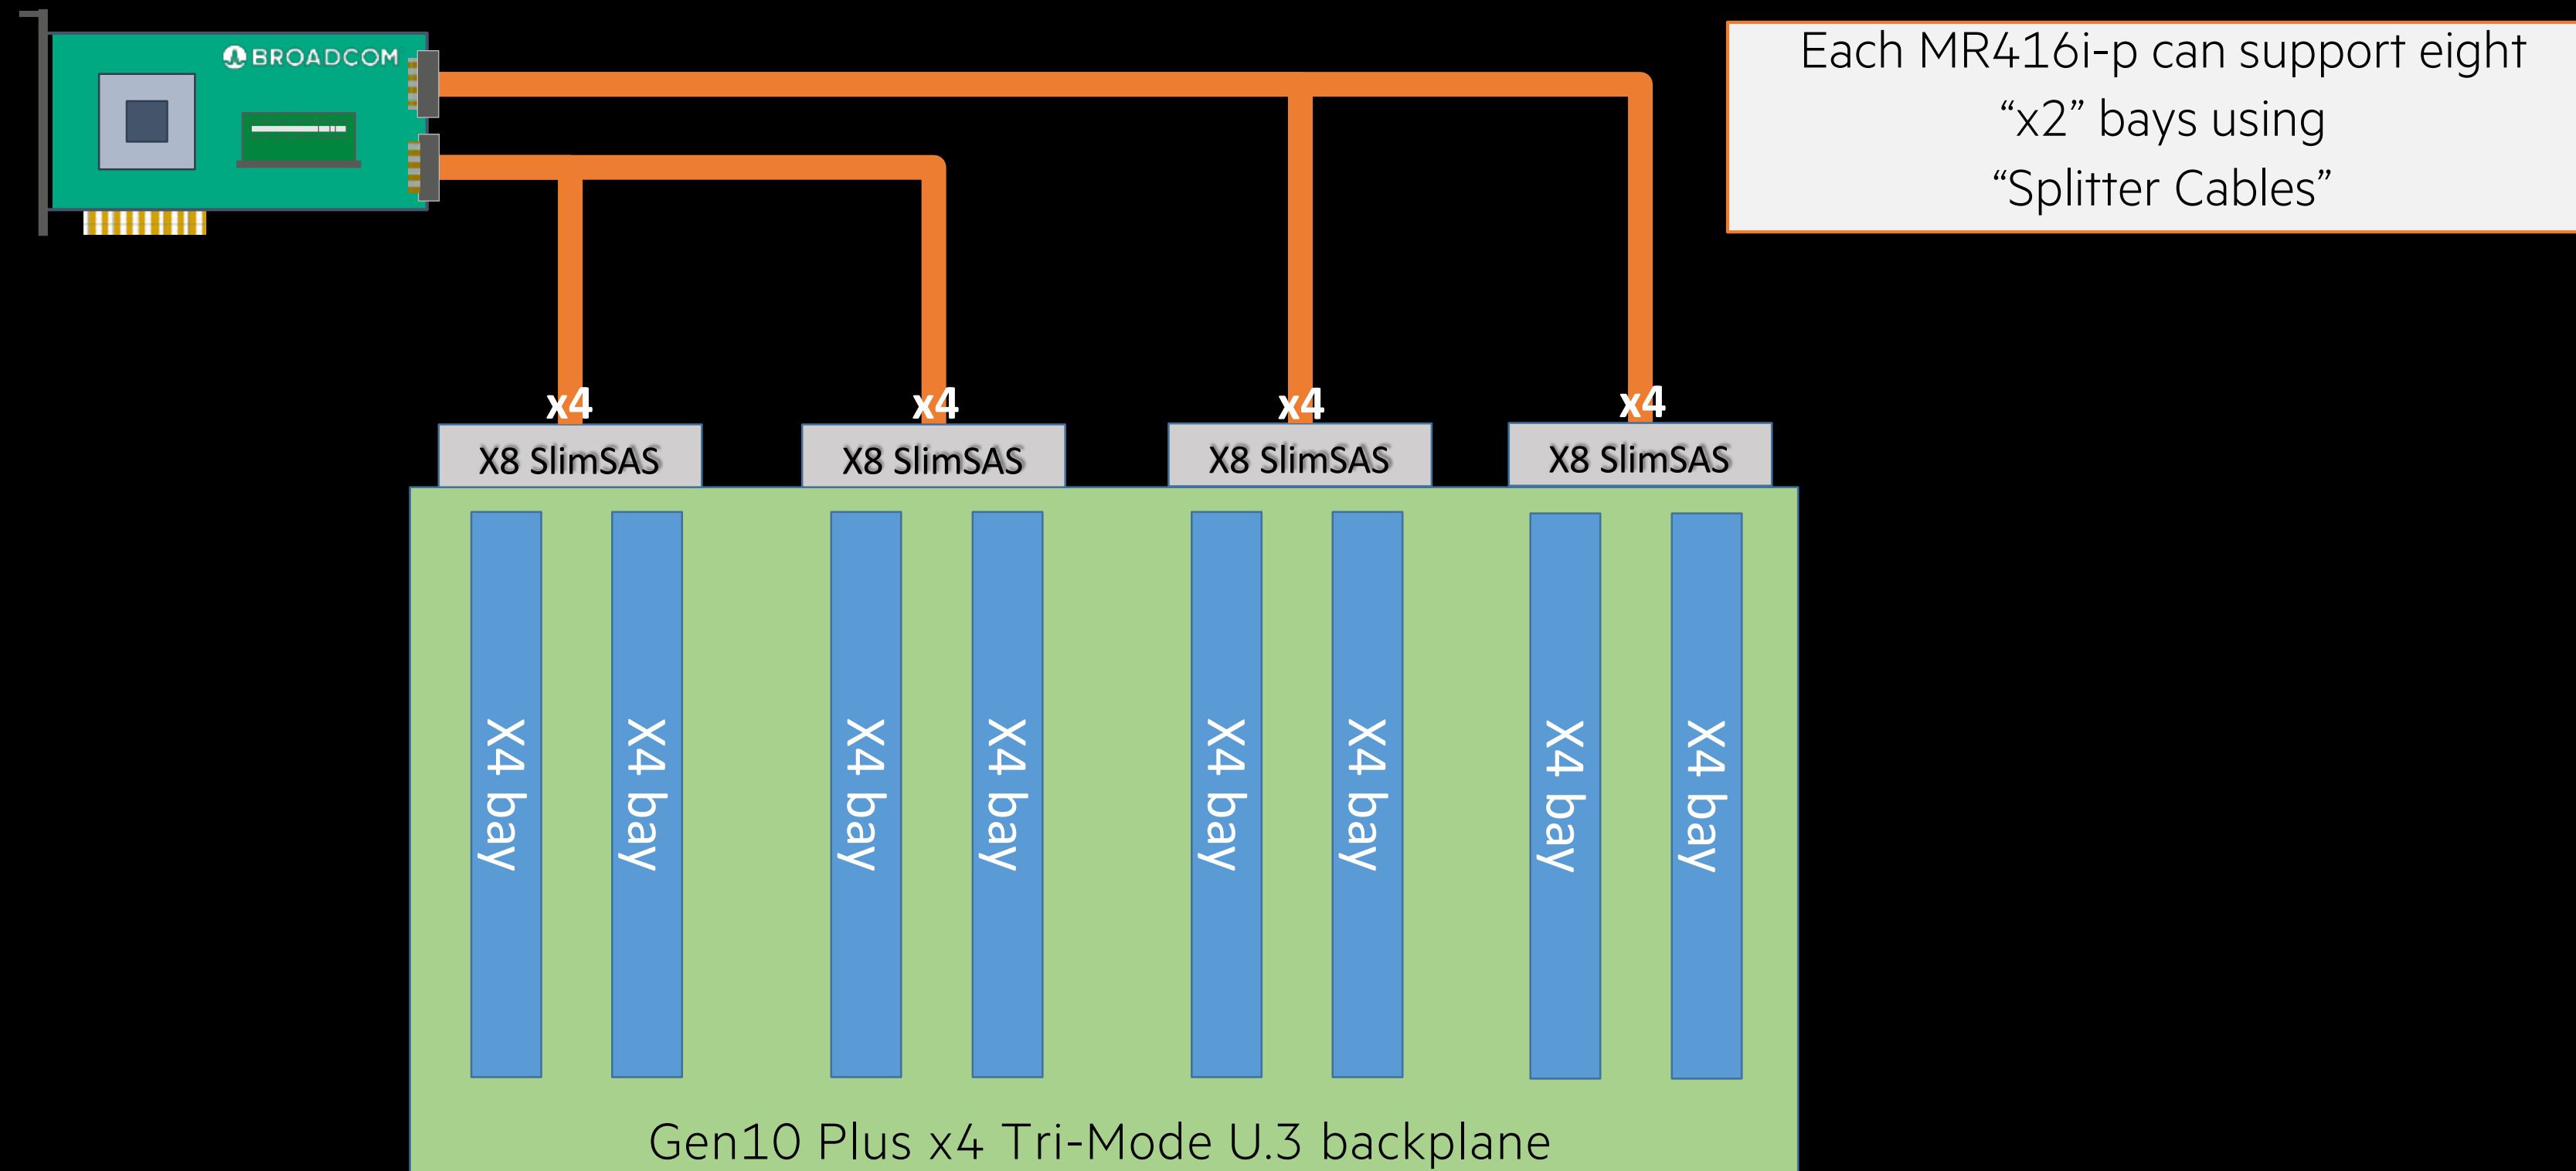 BROADCOM
Each MR416i-p can support eight
“x2” bays using
“Splitter Cables”
x4
x4
x4
x4
X8 SlimSAS
X8 SlimSAS
X8 SlimSAS
X8 SlimSAS
X4 bay
X4 bay
X4 bay
X4 bay
X4 bay
X4 bay
X4 bay
X4 bay
Gen10 Plus x4 Tri-Mode U.3 backplane